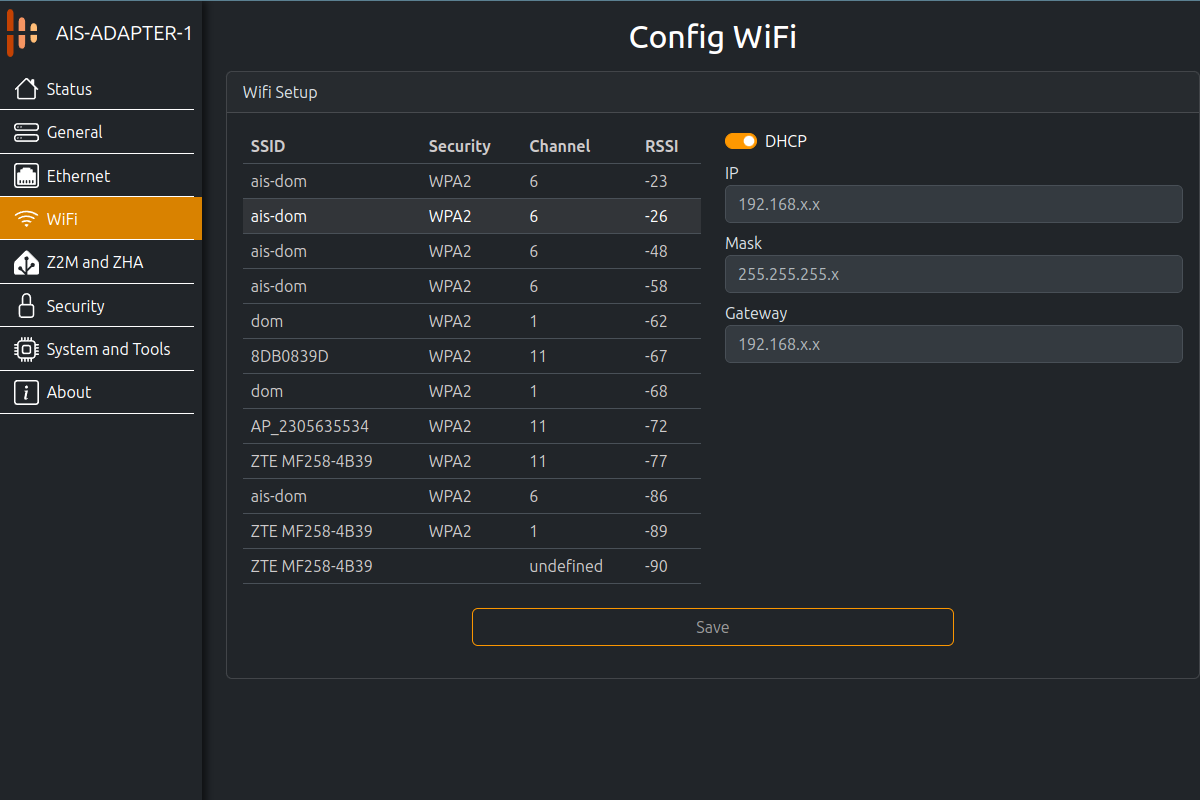 AIS-ADAPTER-1
Status
General
Ethernet
WiFi
Z2M and ZHA
Security
System and Tools
About
Config WiFi
Wifi Setup
SSID Security Channel RSSI
ais-dom WPA2 6 -23
ais-dom WPA2 6 -26
ais-dom WPA2 6 -48
ais-dom WPA2 6 -58
dom WPA2 1 -62
8DB0839D WPA2 11 -67
dom WPA2 1 -68
AP_2305635534 WPA2 11 -72
ZTE MF258-4B39 WPA2 11 -77
ais-dom WPA2 6 -86
ZTE MF258-4B39 WPA2 1 -89
ZTE MF258-4B39 undefined -90
DHCP
IP
192.168.x.x
Mask
255.255.255.x
Gateway
192.168.x.x
Save